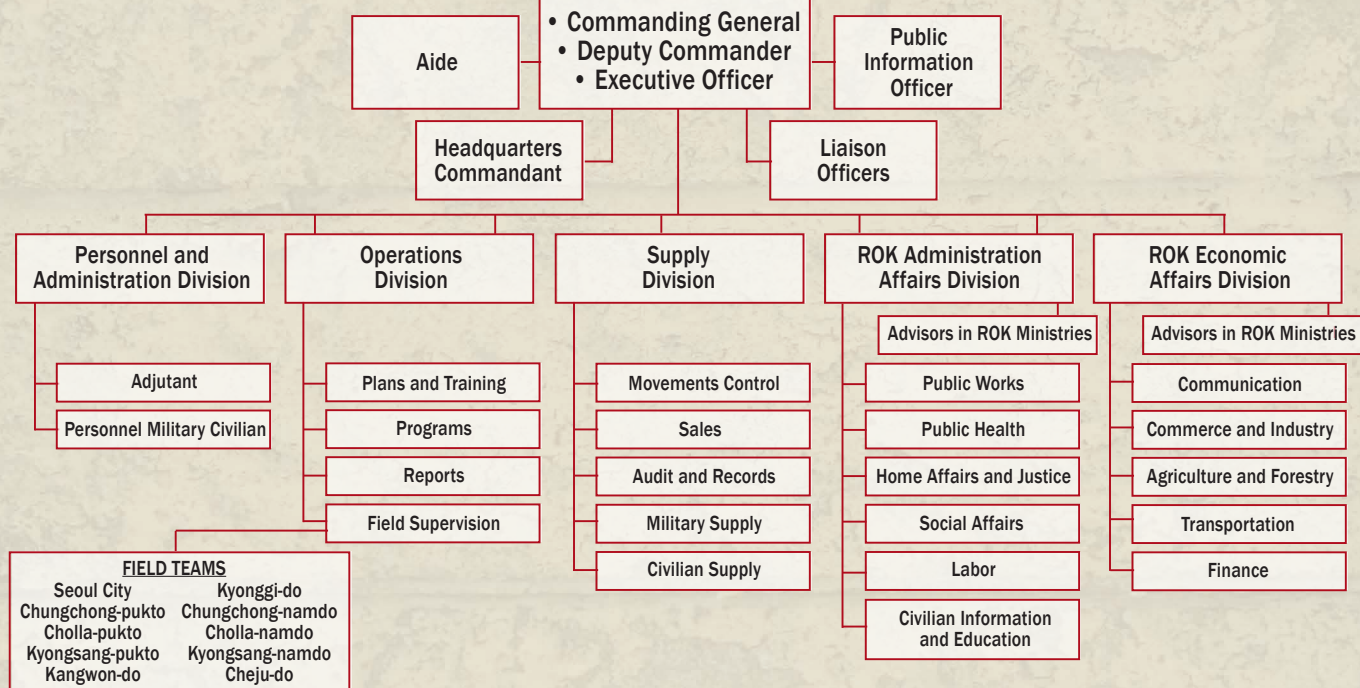 • Commanding General
• Deputy Commander
• Executive Officer
Aide
Public
Information
Officer
Headquarters
Commandant
Liaison
Officers
Personnel and
Administration Division
Operations
Division
Supply
Division
ROK Administration
Affairs Division
ROK Economic
Affairs Division
Advisors in ROK Ministries
Advisors in ROK Ministries
Adjutant
Personnel Military Civilian
Plans and Training
Programs
Reports
Field Supervision
FIELD TEAMS
Seoul City Kyonggi-do
Chungchong-pukto Chungchong-namdo
Cholla-pukto Cholla-namdo
Kyongsang-pukto Kyongsang-namdo
Kangwon-do Cheju-do
Movements Control
Sales
Audit and Records
Military Supply
Civilian Supply
Public Works
Public Health
Home Affairs and Justice
Social Affairs
Labor
Civilian Information
and Education
Communication
Commerce and Industry
Agriculture and Forestry
Transportation
Finance